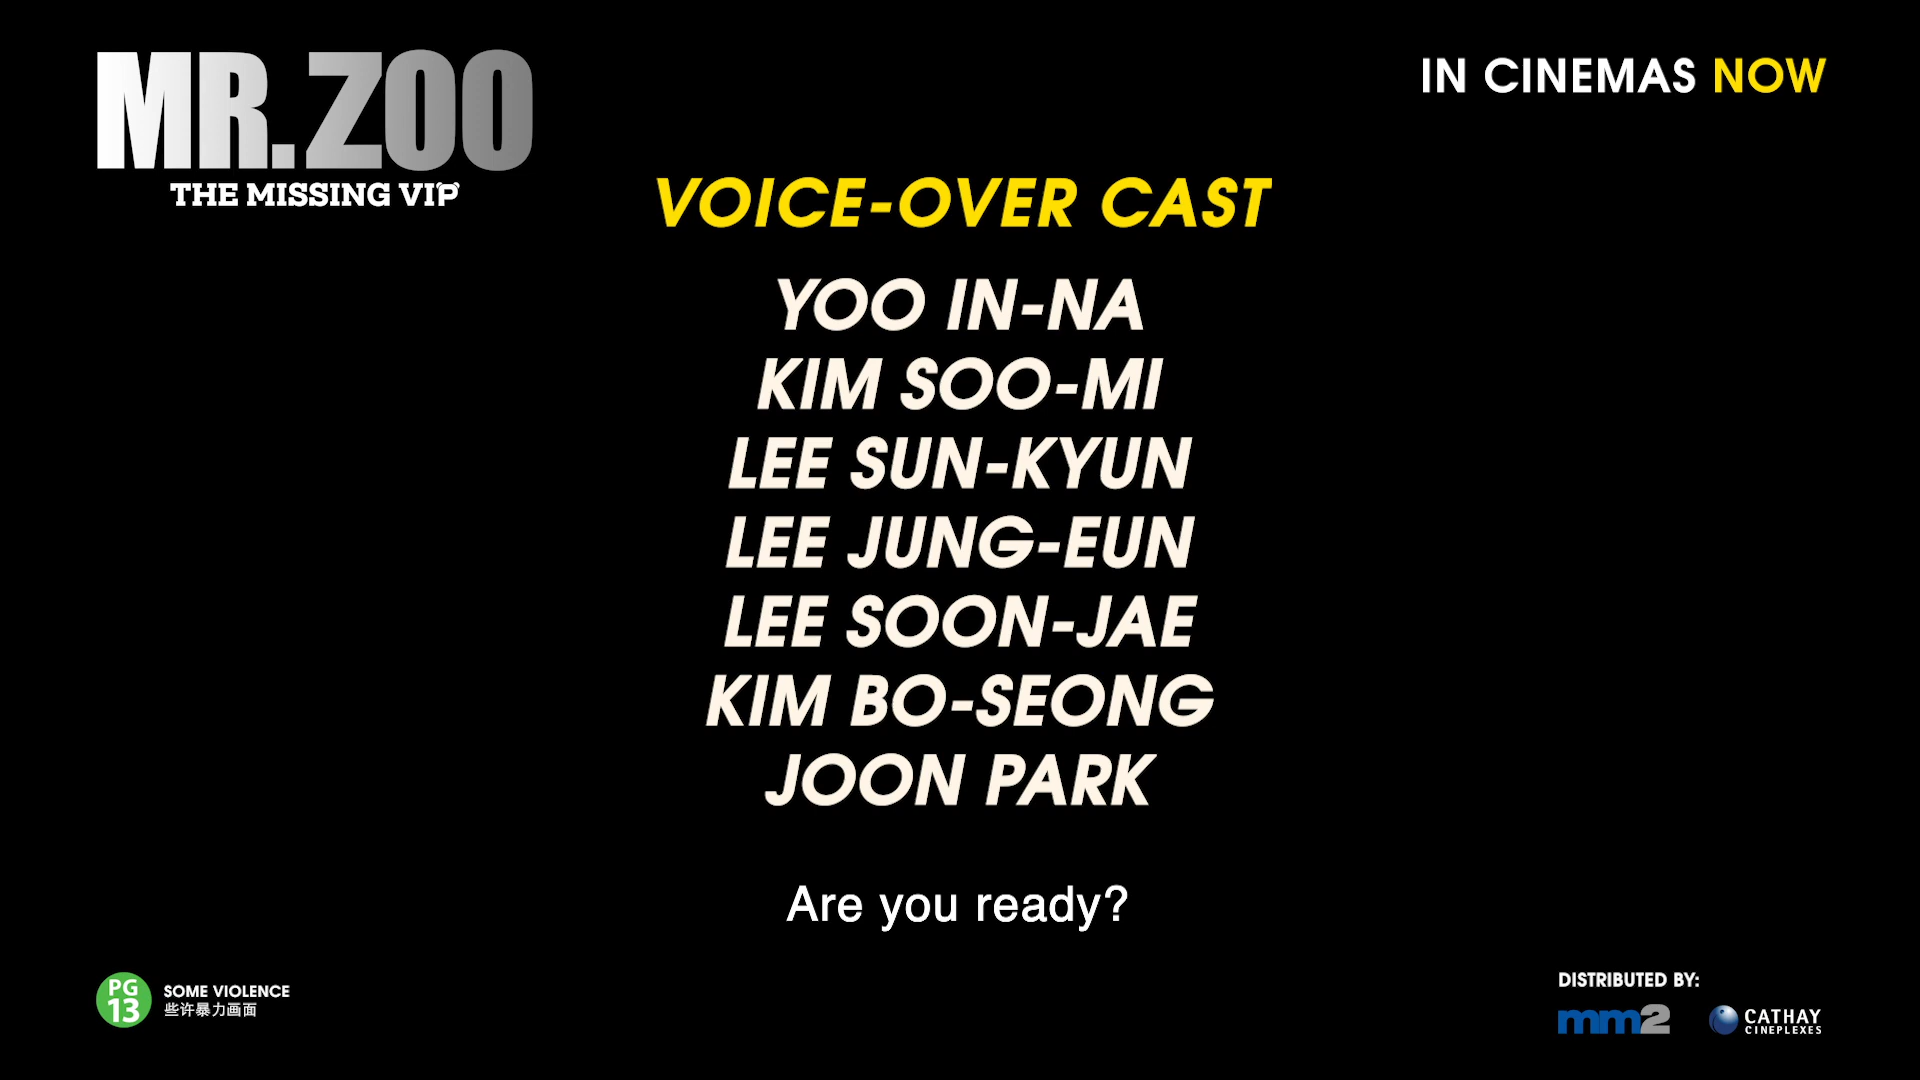 MR. ZOO
THE MISSING VIP
IN CINEMAS NOW
VOICE-OVER CAST
YOO IN-NA
KIM SOO-MI
LEE SUN-KYUN
LEE JUNG-EUN
LEE SOON-JAE
KIM BO-SEONG
JOON PARK
Are you ready?
PG
13
SOME VIOLENCE
些许暴力画面
DISTRIBUTED BY:
mm2
CATHAY
CINEPLEXES